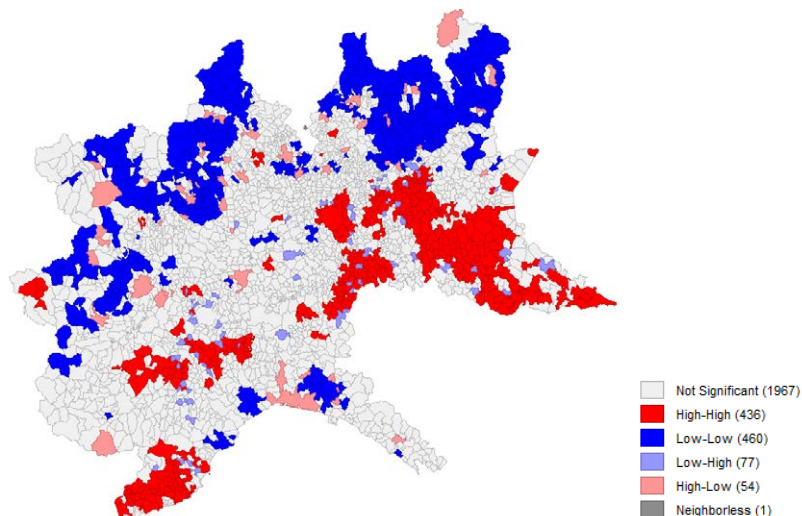 Not Significant (1967)
High-High (436)
Low-Low (460)
Low-High (77)
High-Low (54)
Neighborless (1)